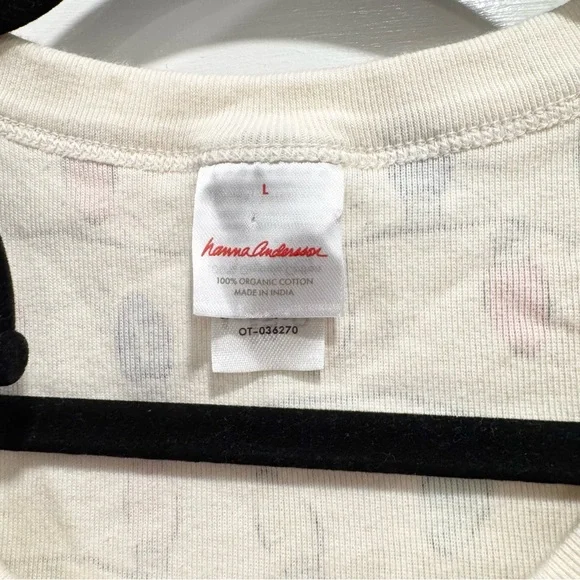 L
hanna andersson
100% ORGANIC COTTON
MADE IN INDIA
OT-036270